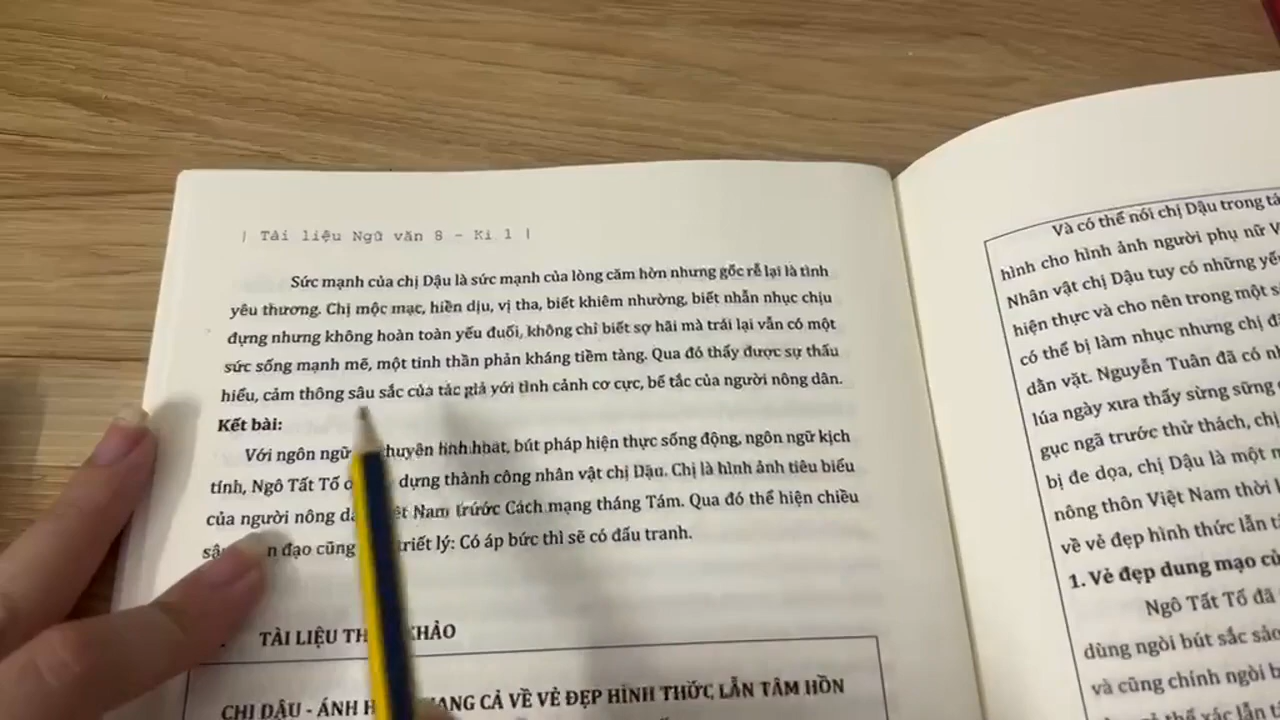 | Tài liệu Ngữ văn 8 - Kì 1 |
Sức mạnh của chị Dậu là sức mạnh của lòng căm hờn nhưng gốc rễ lại là tình
yêu thương. Chị mộc mạc, hiền dịu, vị tha, biết khiêm nhường, biết nhẫn nhục chịu
đựng nhưng không hoàn toàn yếu đuối, không chỉ biết sợ hãi mà trái lại vẫn có một
sức sống mạnh mẽ, một tinh thần phản kháng tiềm tàng. Qua đó thấy được sự thấu
hiểu, cảm thông sâu sắc của tác giả với tình cảnh cơ cực, bế tắc của người nông dân.
Kết bài:
Với ngôn ngữ chuyện linh hoạt, bút pháp hiện thực sống động, ngôn ngữ kịch
tính, Ngô Tất Tố dựng thành công nhân vật chị Dậu. Chị là hình ảnh tiêu biểu
của người nông Nam trước Cách mạng tháng Tám. Qua đó thể hiện chiều
đạo cũng triết lý: Có áp bức thì sẽ có đấu tranh.
TÀI LIỆU KHẢO
CHỊ DẬU - ÁNH CẢ VỀ VẺ ĐẸP HÌNH THỨC LẪN TÂM HỒN
Và có thể nói chị Dậu trong
hình cho hình ảnh người phụ nữ
Nhân vật chị Dậu tuy có những
hiện thực và cho nên trong một
có thể bị làm nhục nhưng chị
dằn vặt. Nguyễn Tuân đã có
lúa ngày xưa thấy sừng sững
gục ngã trước thử thách, chị
bị đe dọa, chị Dậu là một
nông thôn Việt Nam thời
về vẻ đẹp hình thức lẫn
1. Vẻ đẹp dung mạo
Ngô Tất Tố đã
dùng ngòi bút sắc
và cũng chính ngòi
thể xác lẫn